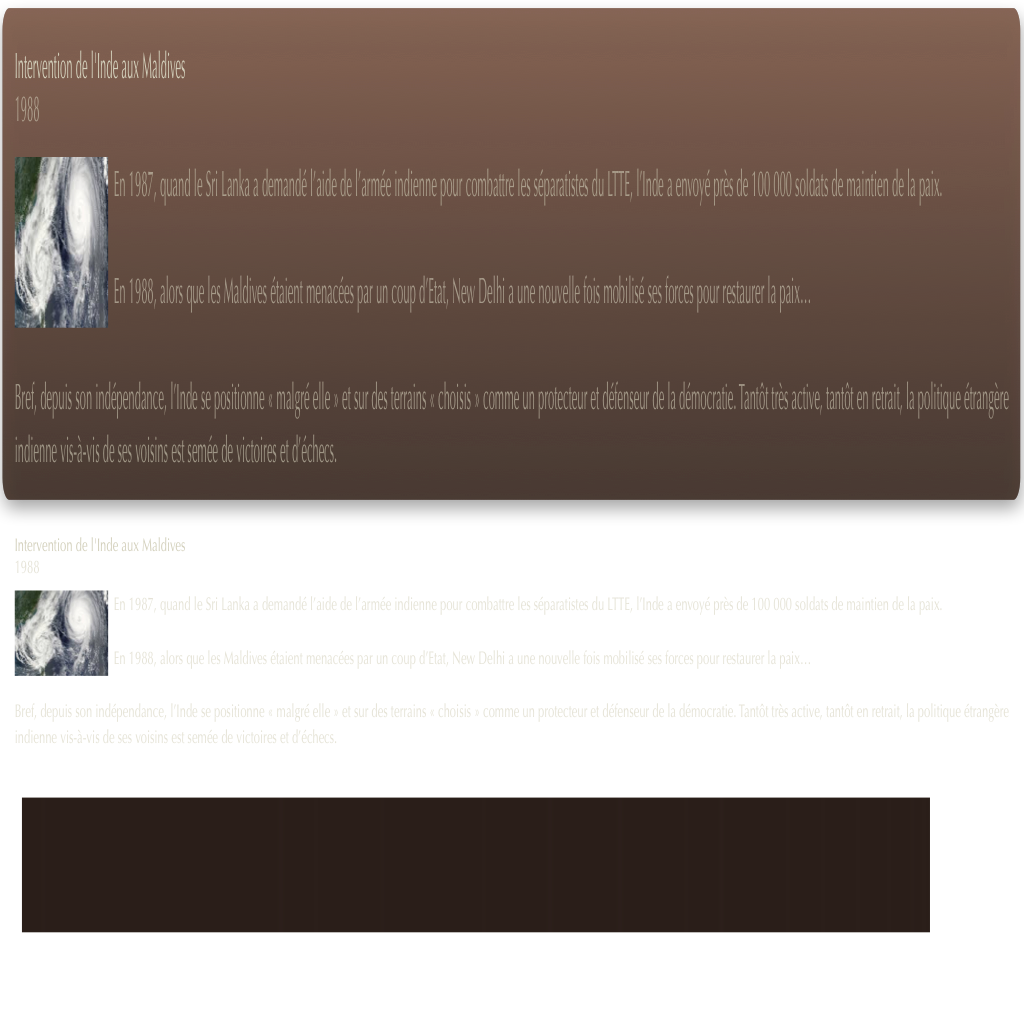 Intervention de l'Inde aux Maldives
1988
En 1987, quand le Sri Lanka a demandé l'aide de l'armée indienne pour combattre les séparatistes du LTTE, l'Inde a envoyé près de 100 000 soldats de maintien de la paix.
En 1988, alors que les Maldives étaient menacées par un coup d'Etat, New Delhi a une nouvelle fois mobilisé ses forces pour restaurer la paix...
Bref, depuis son indépendance, l'Inde se positionne « malgré elle » et sur des terrains « choisis » comme un protecteur et défenseur de la démocratie. Tantôt très active, tantôt en retrait, la politique étrangère
indienne vis-à-vis de ses voisins est semée de victoires et d'échecs.
Intervention de l'Inde aux Maldives
1988
En 1987, quand le Sri Lanka a demandé l'aide de l'armée indienne pour combattre les séparatistes du LTTE, l'Inde a envoyé près de 100 000 soldats de maintien de la paix.
En 1988, alors que les Maldives étaient menacées par un coup d'Etat, New Delhi a une nouvelle fois mobilisé ses forces pour restaurer la paix...
Bref, depuis son indépendance, l'Inde se positionne « malgré elle » et sur des terrains « choisis » comme un protecteur et défenseur de la démocratie. Tantôt très active, tantôt en retrait, la politique étrangère
indienne vis-à-vis de ses voisins est semée de victoires et d'échecs.